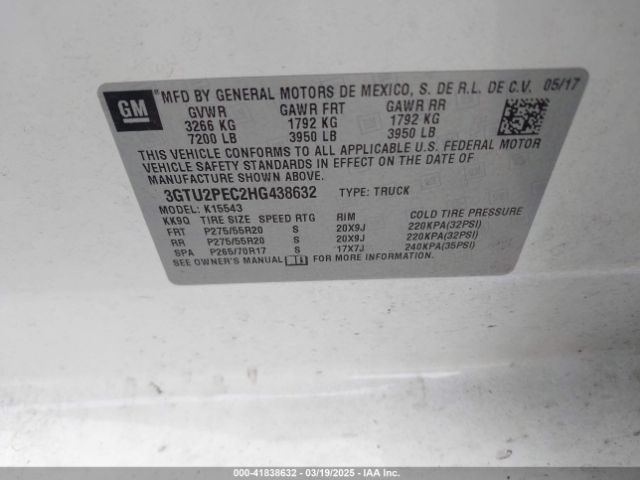 GM
"MFD BY GENERAL MOTORS DE MEXICO, S. DE R.L. DE C.V. 05/17
GVWR GAWR FRT GAWR RR
3266 KG 1792 KG 1792 KG
7200 LB 3950 LB 3950 LB
THIS VEHICLE CONFORMS TO ALL APPLICABLE U.S. FEDERAL MOTOR
VEHICLE SAFETY STANDARDS IN EFFECT ON THE DATE OF
MANUFACTURE SHOWN ABOVE.
3GTU2PEC2HG438632 TYPE: TRUCK
MODEL: K15543
KK9Q TIRE SIZE SPEED RTG RIM COLD TIRE PRESSURE
FRT P275/55R20 S 20X9J 220KPA(32PSI)
RR P275/55R20 S 20X9J 220KPA(32PSI)
SPA P265/70R17 S 17X7J 240KPA(35PSI)
SEE OWNER'S MANUAL FOR MORE INFORMATION.
000-41838632 03/19/2025 IAA Holdings, LLC.